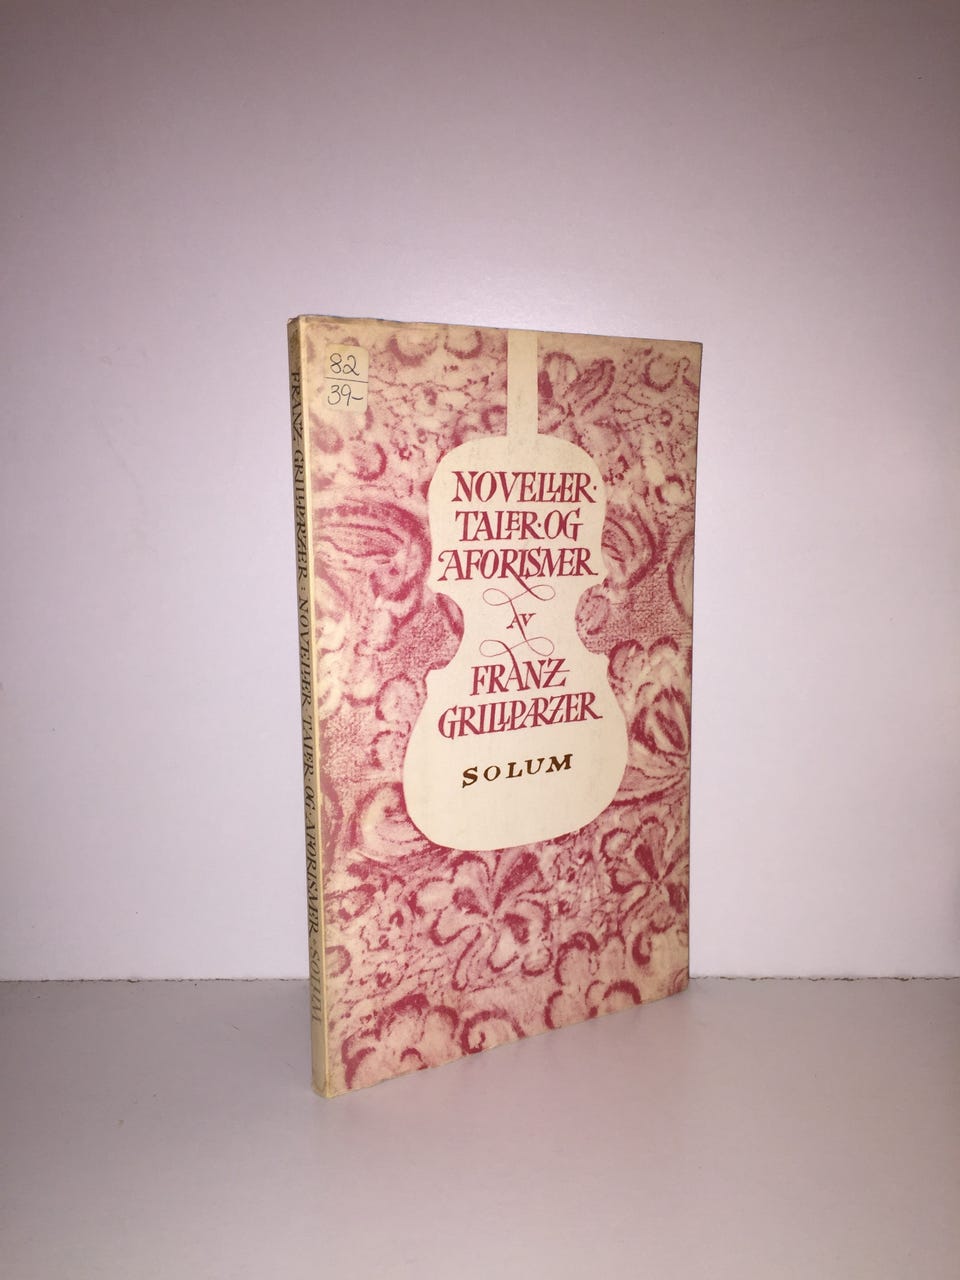 82
39-
NOVELLER·
TALER·OG
AFORISMER
AV
FRANZ
GRILLPARZER
SOLUM
FRANZ GRILLPARZER : NOVELLER · TALER · OG · AFORISMER · SOLUM